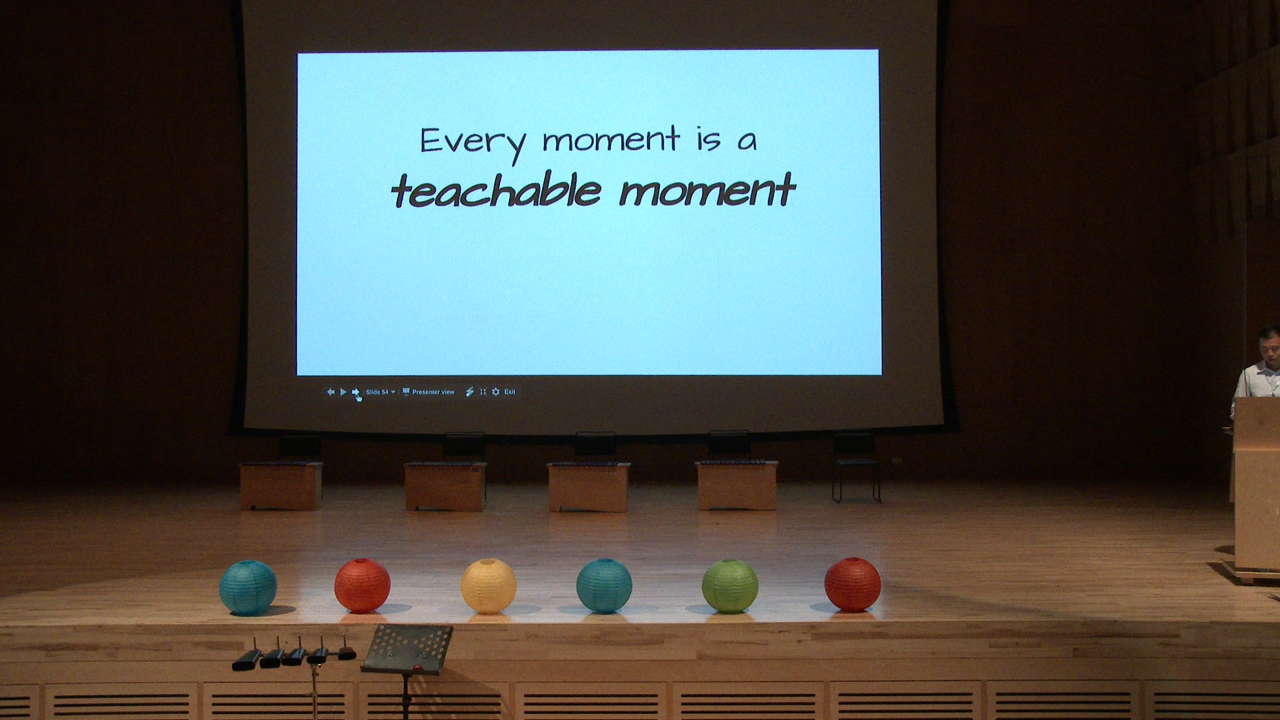 Every moment is a
teachable moment
Slide 54
Presenter view
Exit